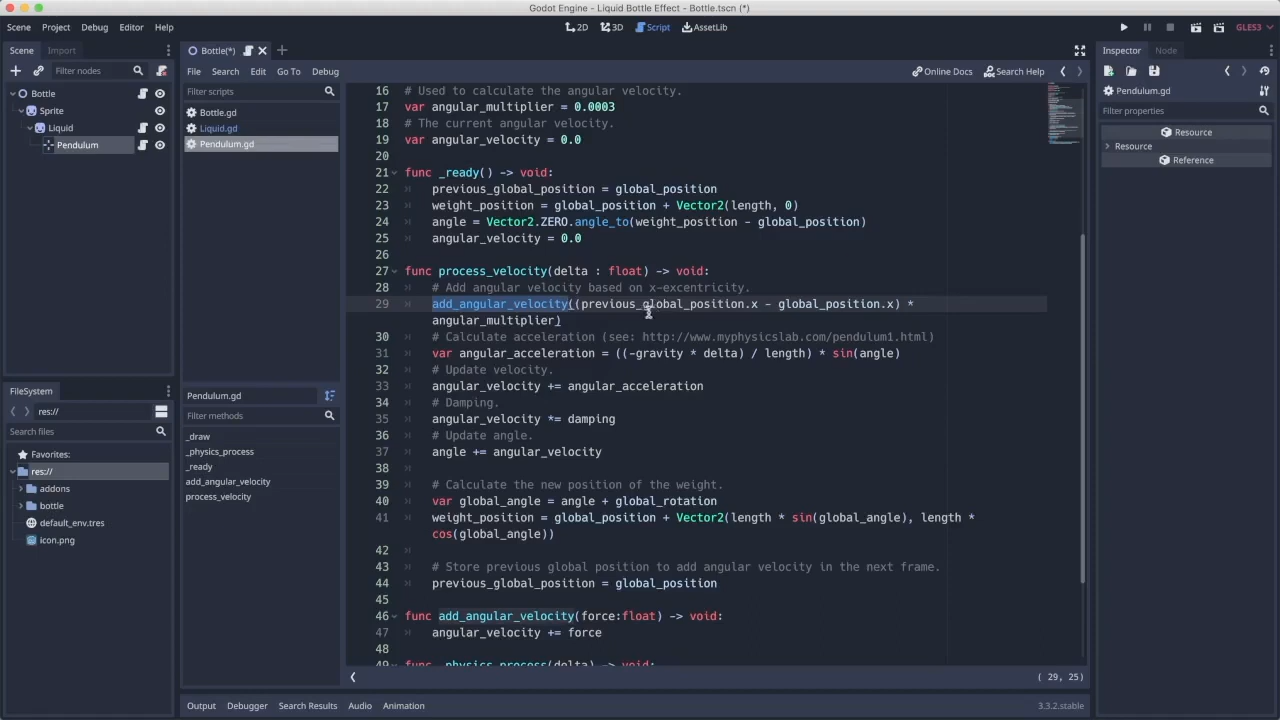 Godot Engine - Liquid Bottle Effect - Bottle.tscn (*)
Scene Project Debug Editor Help
2D 3D Script AssetLib
GLES3
Scene Import
Filter nodes
Bottle
Sprite
Liquid
Pendulum
FileSystem
res://
Search files
Favorites:
res://
addons
bottle
default_env.tres
icon.png
Bottle(*)
File Search Edit Go To Debug
Online Docs Search Help
Filter scripts
Bottle.gd
Liquid.gd
Pendulum.gd
Pendulum.gd
Filter methods
_draw
_physics_process
_ready
add_angular_velocity
process_velocity
16 # Used to calculate the angular velocity.
17 var angular_multiplier = 0.0003
18 # The current angular velocity.
19 var angular_velocity = 0.0
20
21 func _ready() -> void:
22 previous_global_position = global_position
23 weight_position = global_position + Vector2(length, 0)
24 angle = Vector2.ZERO.angle_to(weight_position - global_position)
25 angular_velocity = 0.0
26
27 func process_velocity(delta : float) -> void:
28 # Add angular velocity based on x-excentricity.
29 add_angular_velocity((previous_global_position.x - global_position.x) *
angular_multiplier)
30 # Calculate acceleration (see: http://www.myphysicslab.com/pendulum1.html)
31 var angular_acceleration = ((-gravity * delta) / length) * sin(angle)
32 # Update velocity.
33 angular_velocity += angular_acceleration
34 # Damping.
35 angular_velocity *= damping
36 # Update angle.
37 angle += angular_velocity
38
39 # Calculate the new position of the weight.
40 var global_angle = angle + global_rotation
41 weight_position = global_position + Vector2(length * sin(global_angle), length *
cos(global_angle))
42
43 # Store previous global position to add angular velocity in the next frame.
44 previous_global_position = global_position
45
46 func add_angular_velocity(force:float) -> void:
47 angular_velocity += force
48
49 func _physics_process(delta) -> void:
( 29, 25)
Output Debugger Search Results Audio Animation
3.3.2.stable
Inspector Node
Pendulum.gd
Filter properties
Resource
Resource
Reference